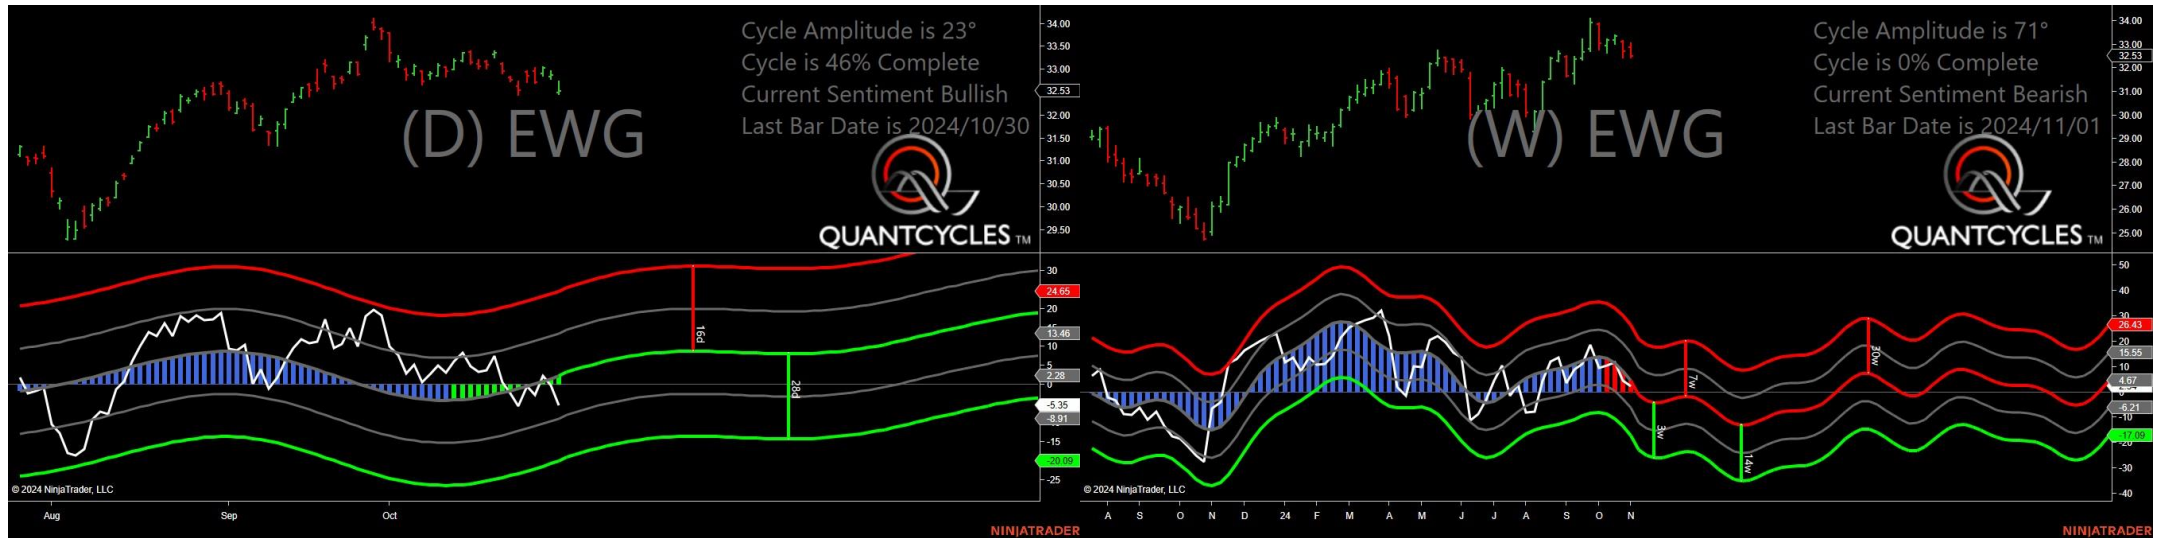 Cycle Amplitude is 23°
Cycle is 46% Complete
Current Sentiment Bullish
Last Bar Date is 2024/10/30
(D) EWG
QUANTCYCLES TM
34.00
33.50
33.00
32.53
32.00
31.50
31.00
30.50
30.00
29.50
30
24.65
20
13.46
10
5
2.28
0
-5.35
-8.91
-15
-20.09
-25
16d
28d
© 2024 NinjaTrader, LLC
Aug Sep Oct
NINJATRADER
Cycle Amplitude is 71°
Cycle is 0% Complete
Current Sentiment Bearish
Last Bar Date is 2024/11/01
(W) EWG
QUANTCYCLES TM
34.00
33.00
32.53
32.00
31.00
30.00
29.00
28.00
27.00
26.00
25.00
50
40
30
26.43
20
15.55
10
4.67
-6.21
-17.09
-30
-40
7w
3w
14w
30w
© 2024 NinjaTrader, LLC
A S O N D 24 F M A M J J A S O N
NINJATRADER